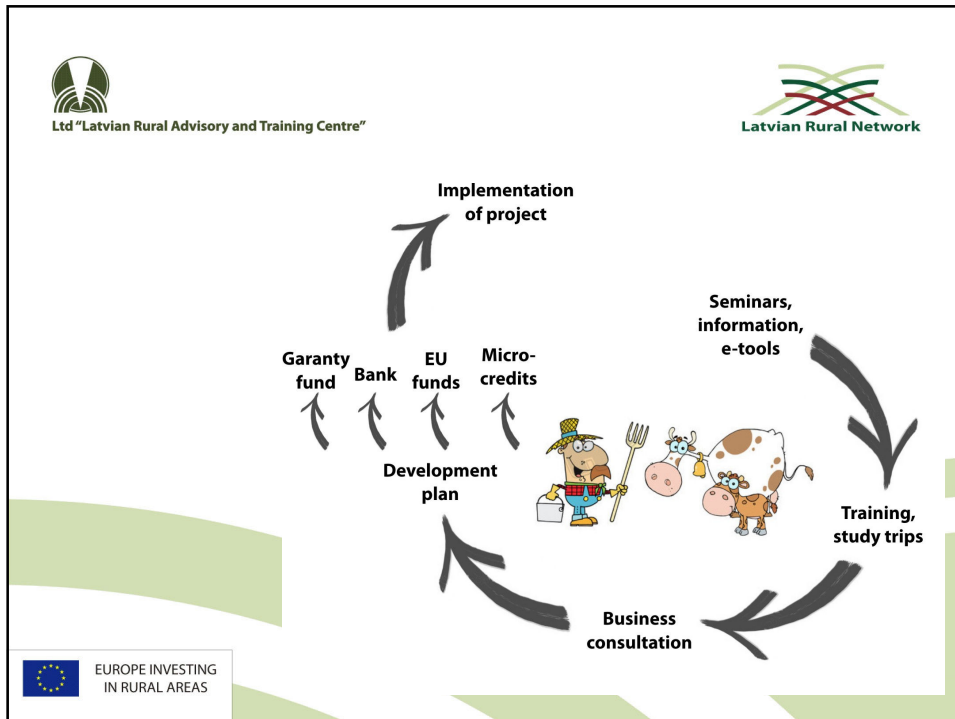 Ltd “Latvian Rural Advisory and Training Centre”
Latvian Rural Network
Implementation
of project
Seminars,
information,
e-tools
Garanty
fund
Bank
EU
funds
Micro-
credits
Development
plan
Training,
study trips
Business
consultation
EUROPE INVESTING
IN RURAL AREAS